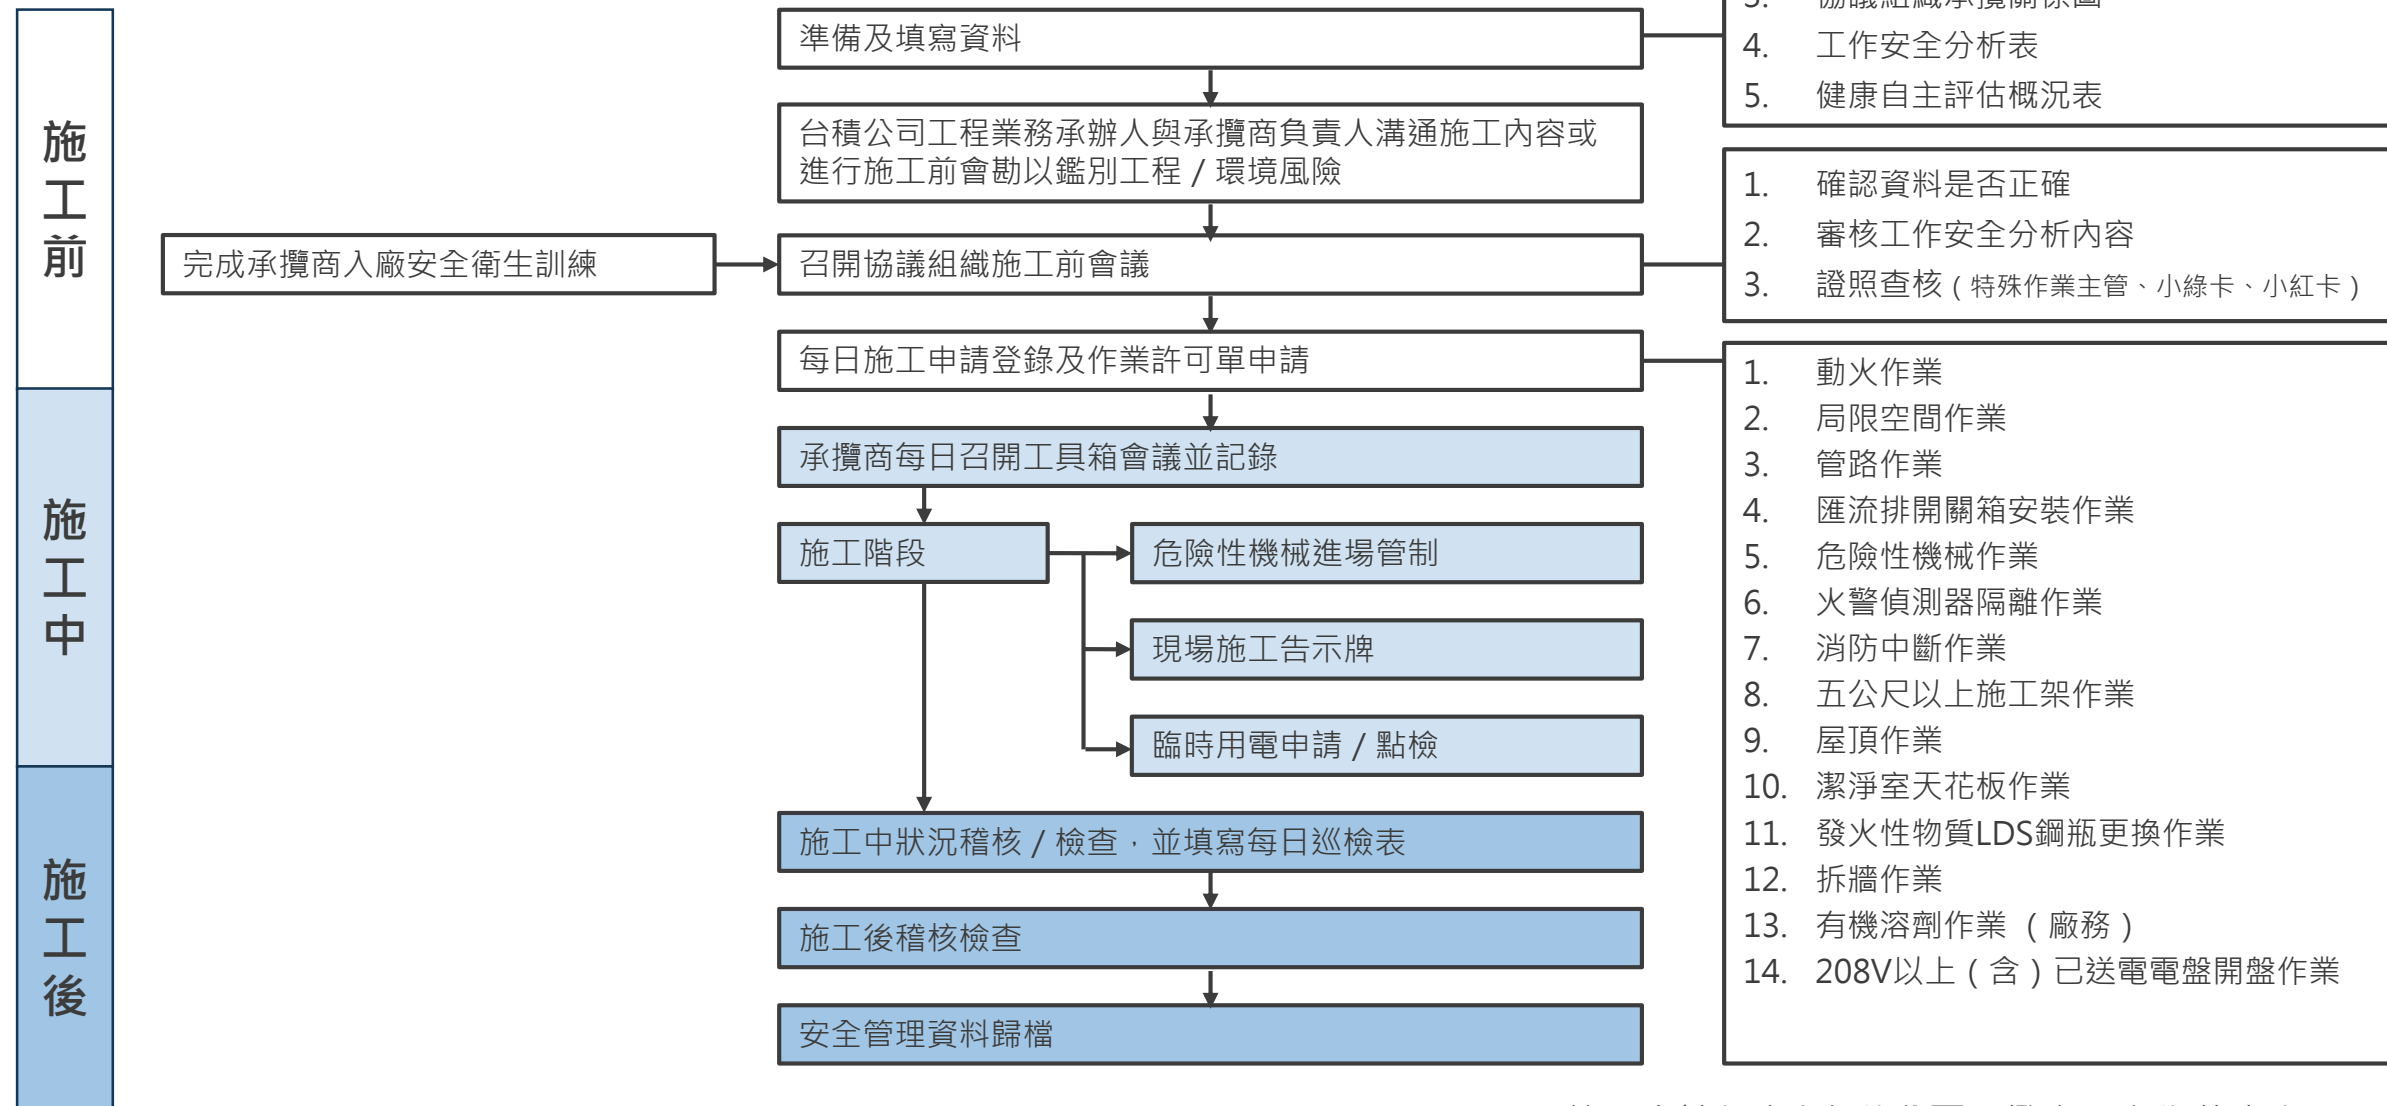 施工前
施工中
施工後
準備及填寫資料
台積公司工程業務承辦人與承攬商負責人溝通施工內容或
進行施工前會勘以鑑別工程 / 環境風險
完成承攬商入廠安全衛生訓練
召開協議組織施工前會議
每日施工申請登錄及作業許可單申請
承攬商每日召開工具箱會議並記錄
施工階段
危險性機械進場管制
現場施工告示牌
臨時用電申請 / 點檢
施工中狀況稽核 / 檢查，並填寫每日巡檢表
施工後稽核檢查
安全管理資料歸檔
3. 協議組織承攬關係圖
4. 工作安全分析表
5. 健康自主評估概況表
1. 確認資料是否正確
2. 審核工作安全分析內容
3. 證照查核 ( 特殊作業主管、小綠卡、小紅卡 )
1. 動火作業
2. 局限空間作業
3. 管路作業
4. 匯流排開關箱安裝作業
5. 危險性機械作業
6. 火警偵測器隔離作業
7. 消防中斷作業
8. 五公尺以上施工架作業
9. 屋頂作業
10. 潔淨室天花板作業
11. 發火性物質LDS鋼瓶更換作業
12. 拆牆作業
13. 有機溶劑作業 ( 廠務 )
14. 208V以上 ( 含 ) 已送電電盤開盤作業